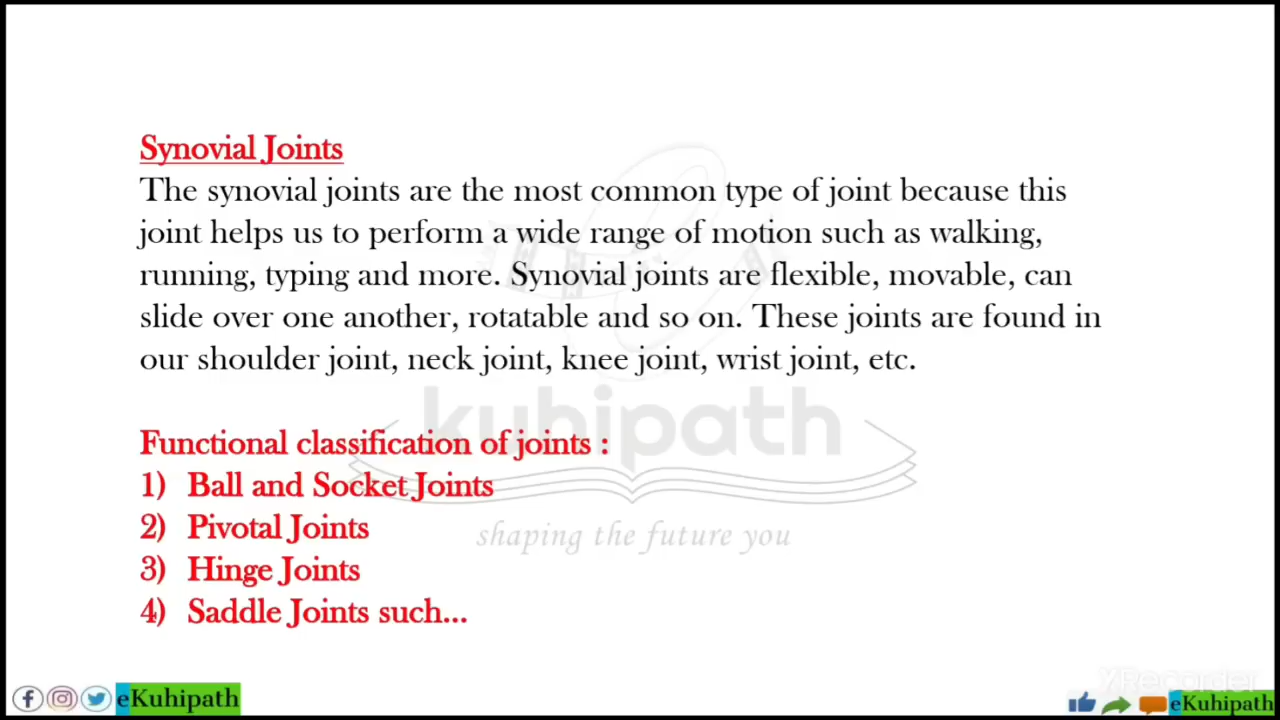 Synovial Joints
The synovial joints are the most common type of joint because this
joint helps us to perform a wide range of motion such as walking,
running, typing and more. Synovial joints are flexible, movable, can
slide over one another, rotatable and so on. These joints are found in
our shoulder joint, neck joint, knee joint, wrist joint, etc.
kuhipath
Functional classification of joints :
1) Ball and Socket Joints
2) Pivotal Joints
shaping the future you
3) Hinge Joints
4) Saddle Joints such...
XRecorder
eKuhipath
eKuhipath